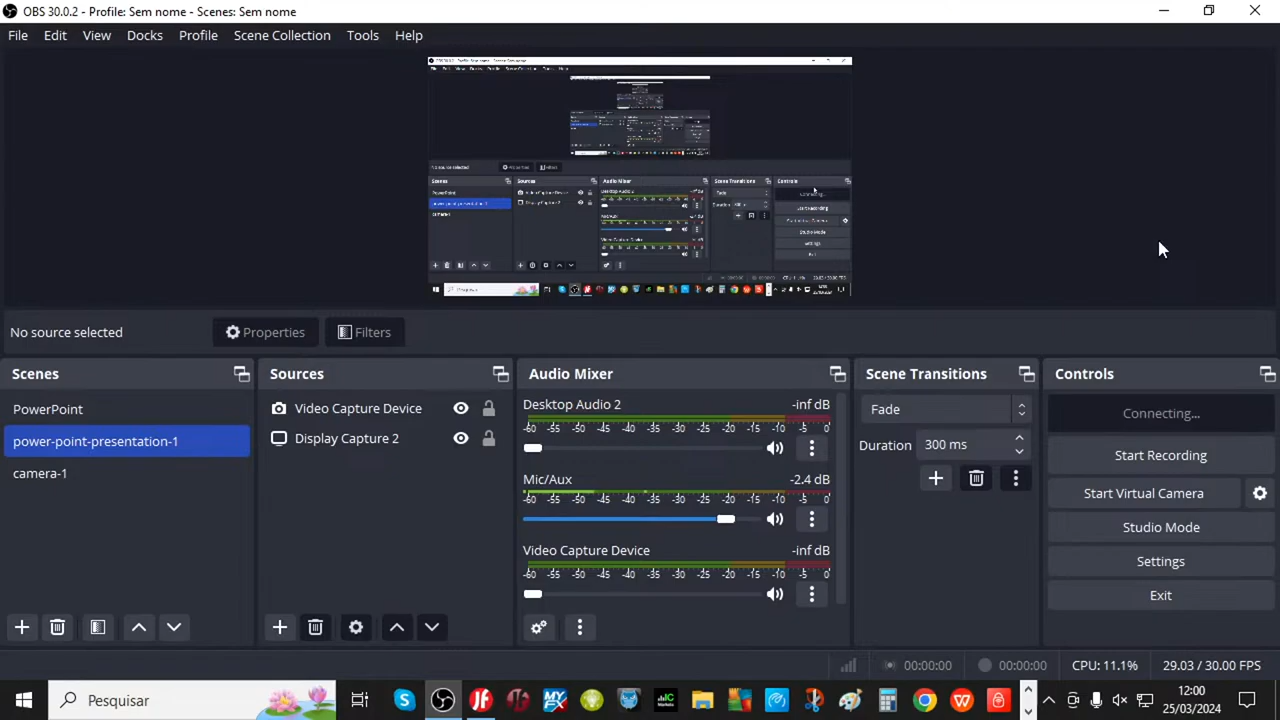 OBS 30.0.2 - Profile: Sem nome - Scenes: Sem nome
File Edit View Docks Profile Scene Collection Tools Help
No source selected Properties Filters
Scenes
PowerPoint
power-point-presentation-1
camera-1
Sources
Video Capture Device
Display Capture 2
Audio Mixer
Desktop Audio 2 -inf dB
-60 -55 -50 -45 -40 -35 -30 -25 -20 -15 -10 -5 0
Mic/Aux -2.4 dB
-60 -55 -50 -45 -40 -35 -30 -25 -20 -15 -10 -5 0
Video Capture Device -inf dB
-60 -55 -50 -45 -40 -35 -30 -25 -20 -15 -10 -5 0
Scene Transitions
Fade
Duration 300 ms
Controls
Connecting...
Start Recording
Start Virtual Camera
Studio Mode
Settings
Exit
00:00:00 00:00:00 CPU: 11.1% 29.03 / 30.00 FPS
Pesquisar
12:00
25/03/2024